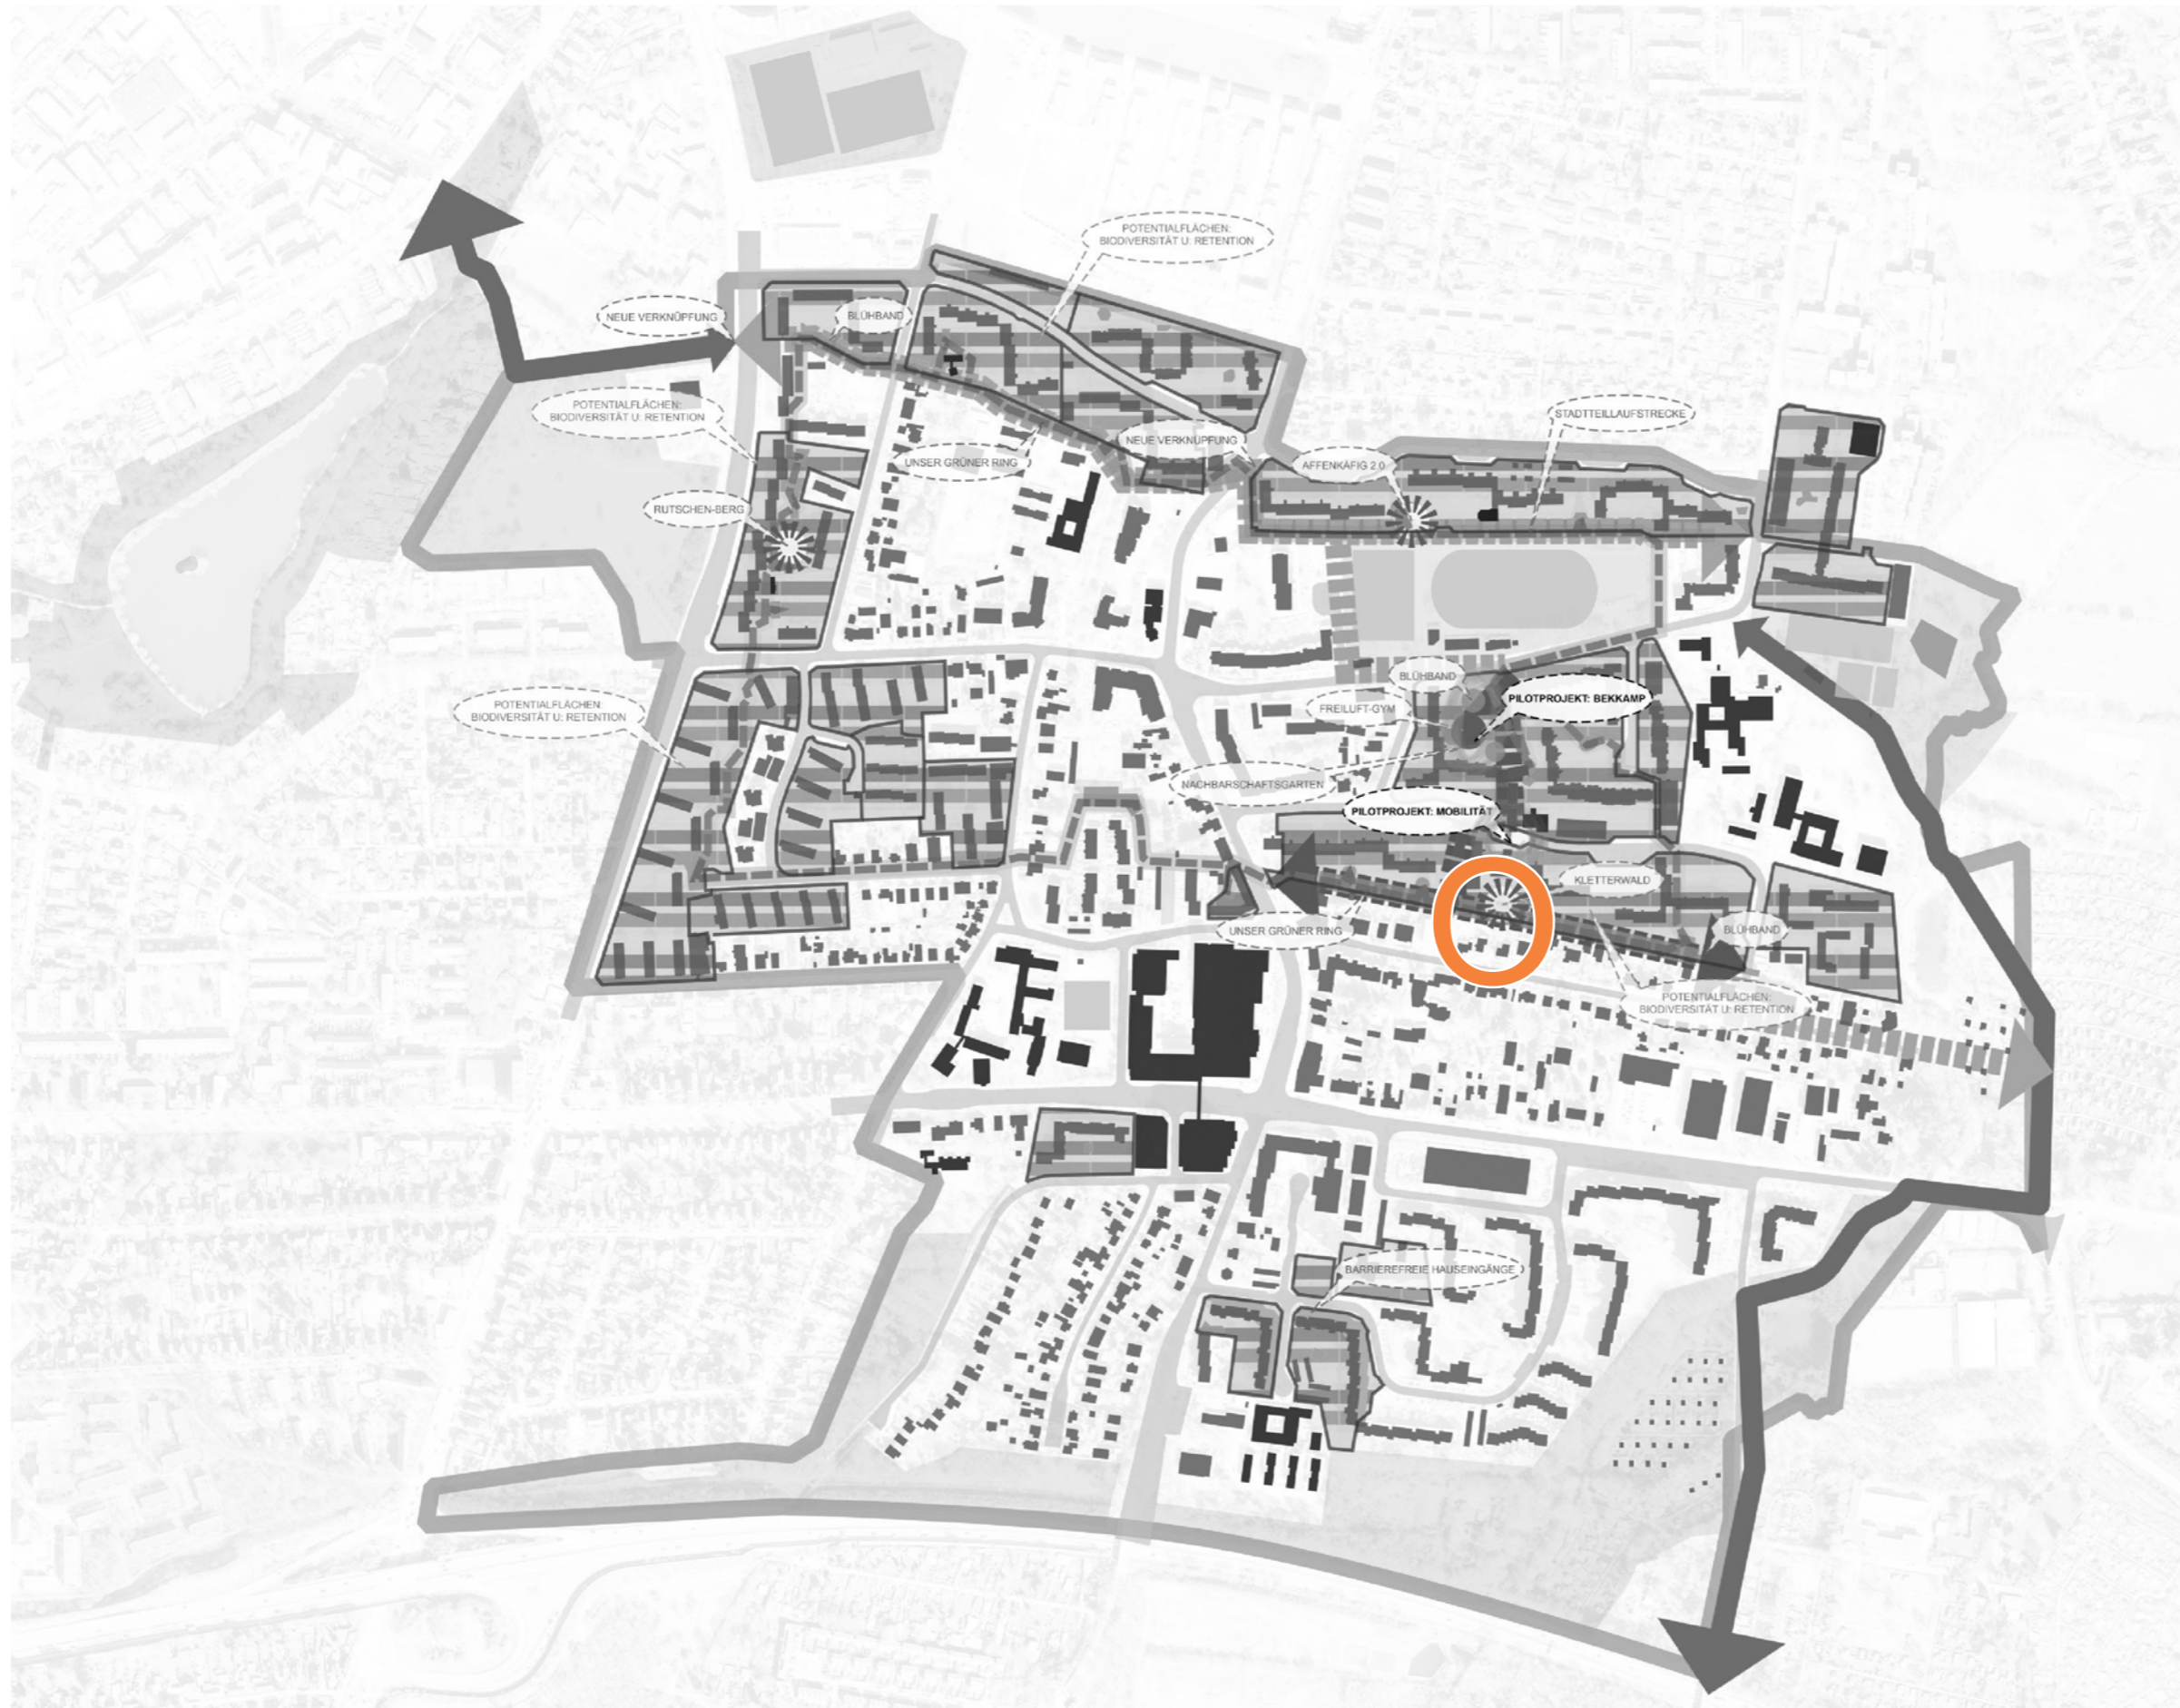 POTENTIALFLÄCHEN:
BIODIVERSITÄT U: RETENTION
NEUE VERKNÜPFUNG
BLÜHBAND
POTENTIALFLÄCHEN:
BIODIVERSITÄT U: RETENTION
STADTTEILLAUFSTRECKE
NEUE VERKNÜPFUNG
UNSER GRÜNER RING
AFFENKÄFIG 2.0
RUTSCHEN-BERG
BLÜHBAND
PILOTPROJEKT: BEKKAMP
FREILUFT-GYM
POTENTIALFLÄCHEN:
BIODIVERSITÄT U: RETENTION
NACHBARSCHAFTSGARTEN
PILOTPROJEKT: MOBILITÄT
KLETTERWALD
UNSER GRÜNER RING
BLÜHBAND
POTENTIALFLÄCHEN:
BIODIVERSITÄT U: RETENTION
BARRIEREFREIE HAUSEINGÄNGE